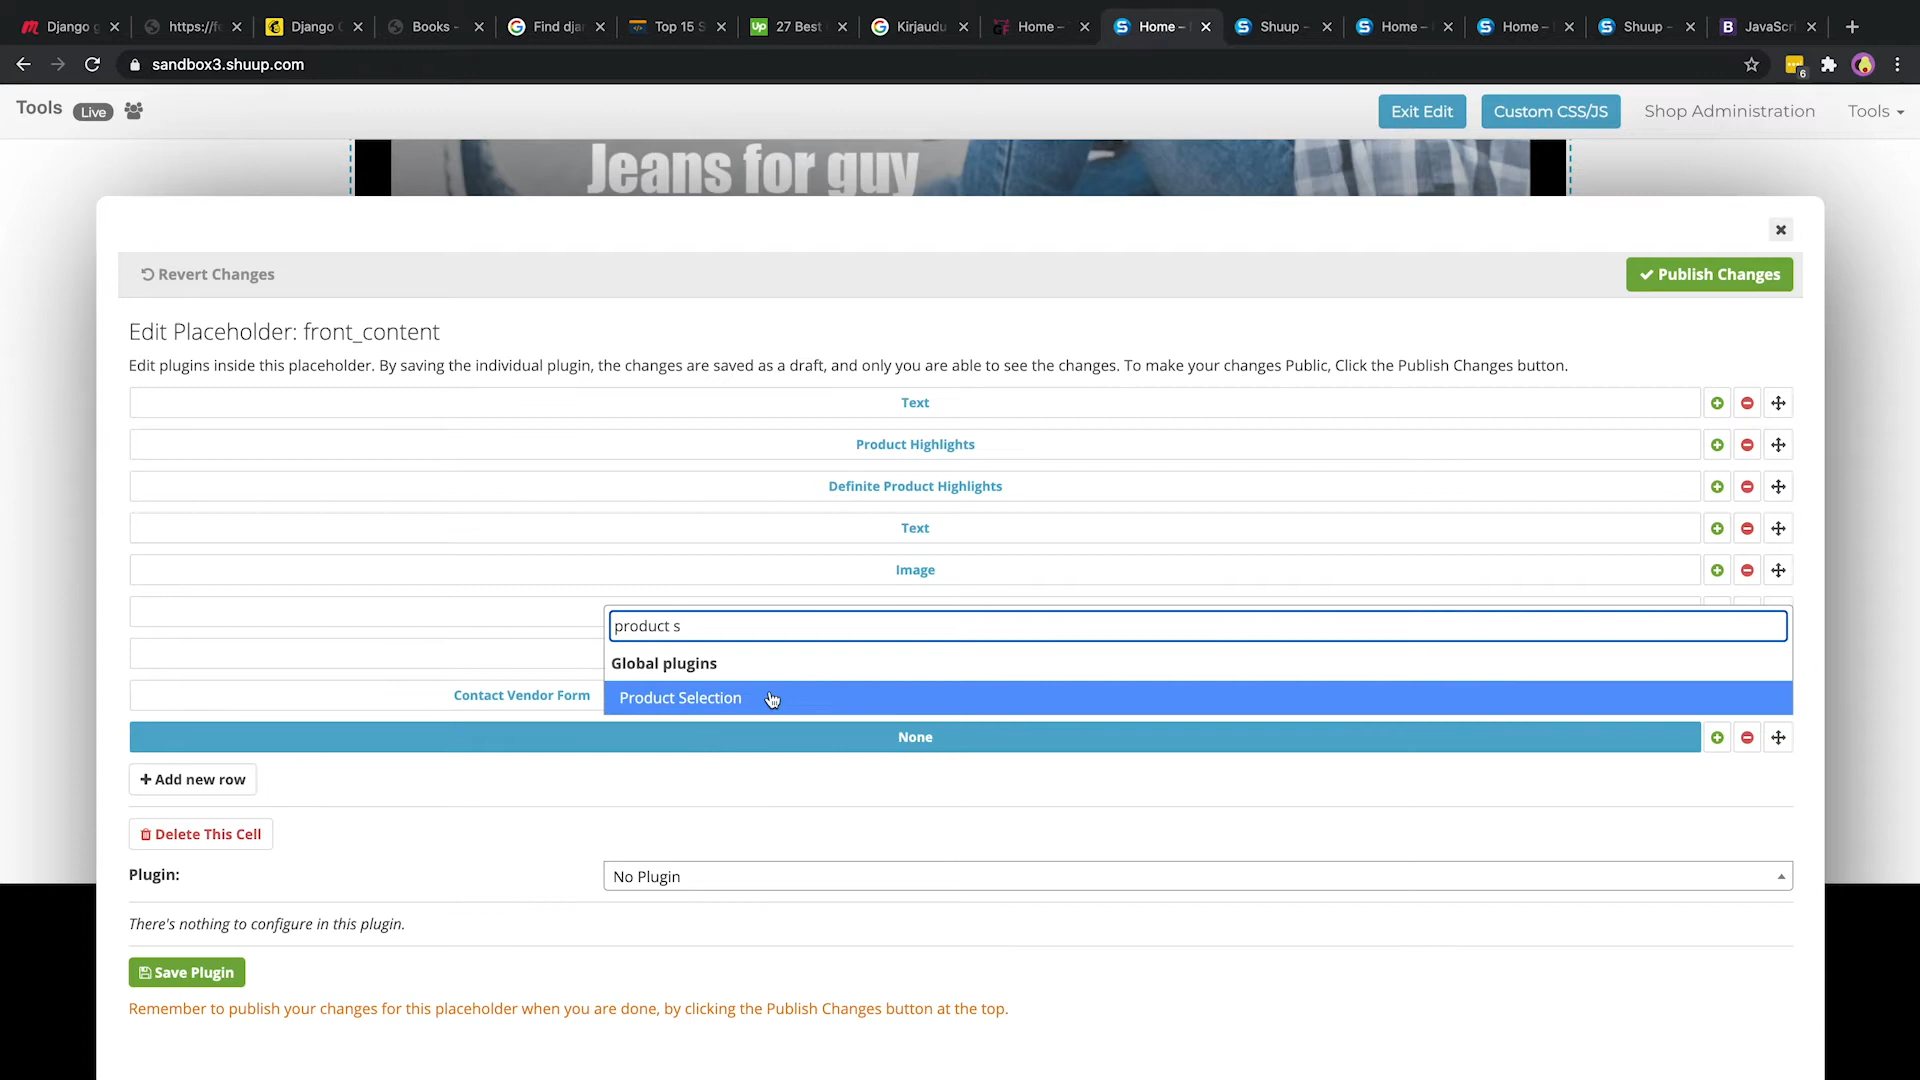 Django g
https://fe
Django C
Books -
Find djan
Top 15 S
27 Best
Kirjaudu
Home –
Home –
Shuup –
Home –
Home –
Shuup –
JavaScri
sandbox3.shuup.com
6
Tools Live
Exit Edit
Custom CSS/JS
Shop Administration
Tools
Jeans for guy
Revert Changes
Publish Changes
Edit Placeholder: front_content
Edit plugins inside this placeholder. By saving the individual plugin, the changes are saved as a draft, and only you are able to see the changes. To make your changes Public, Click the Publish Changes button.
Text
Product Highlights
Definite Product Highlights
Text
Image
product s
Global plugins
Contact Vendor Form
Product Selection
None
Add new row
Delete This Cell
Plugin:
No Plugin
There's nothing to configure in this plugin.
Save Plugin
Remember to publish your changes for this placeholder when you are done, by clicking the Publish Changes button at the top.